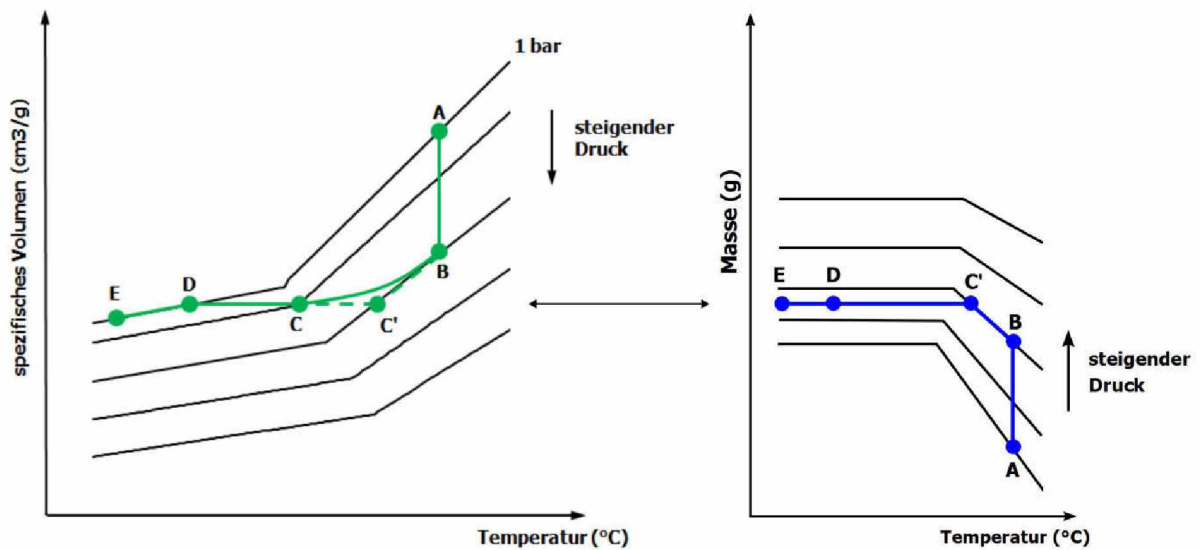 spezifisches Volumen (cm3/g)
1 bar
A
steigender
Druck
B
C
C'
D
E
Temperatur (°C)
Masse (g)
E
D
C'
B
A
steigender
Druck
Temperatur (°C)